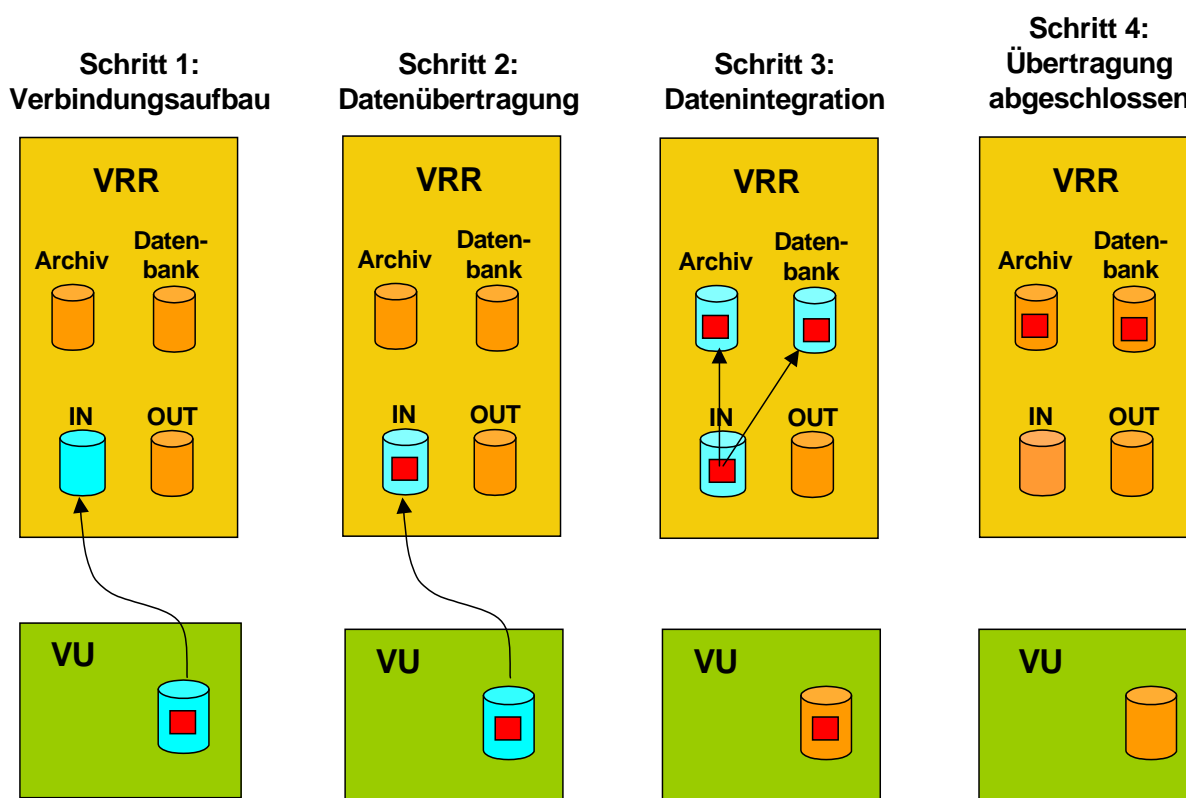 Schritt 1:
Verbindungsaufbau
VRR
Archiv
Daten-
bank
IN
OUT
VU
Schritt 2:
Datenübertragung
VRR
Archiv
Daten-
bank
IN
OUT
VU
Schritt 3:
Datenintegration
VRR
Archiv
Daten-
bank
IN
OUT
VU
Schritt 4:
Übertragung
abgeschlossen
VRR
Archiv
Daten-
bank
IN
OUT
VU